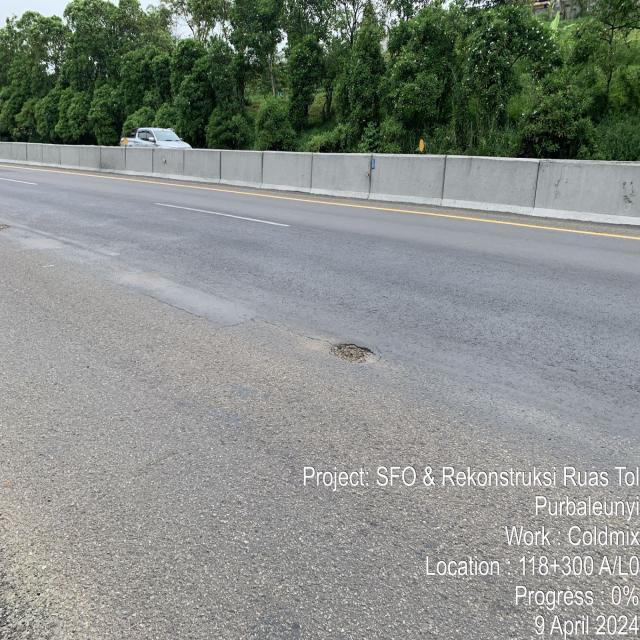 Project: SFO & Rekonstruksi Ruas Tol
Purbaleunyi
Work : Coldmix
Location : 118+300 A/L0
Progress : 0%
9 April 2024